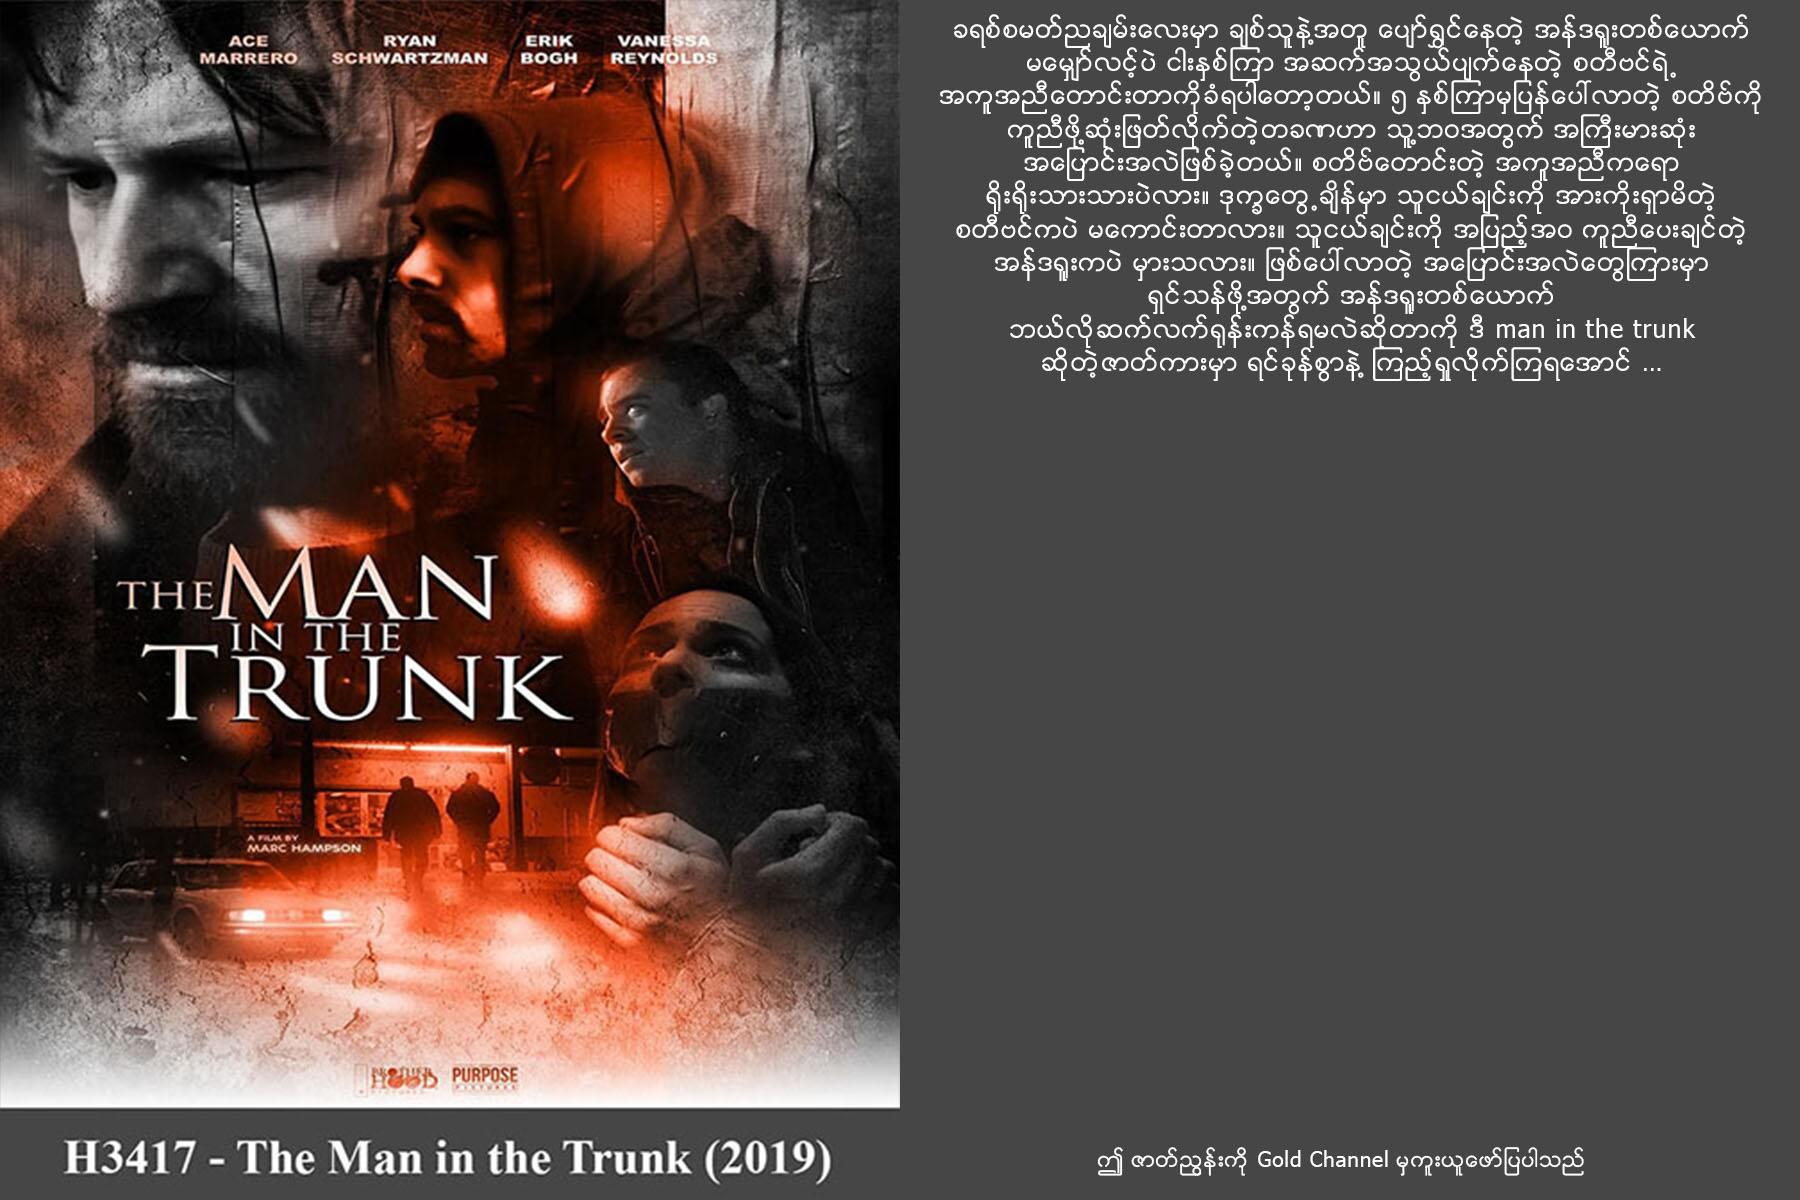 ACE MARRERO
RYAN SCHWARTZMAN
ERIK BOGH
VANESSA REYNOLDS
THE MAN
IN THE
TRUNK
A FILM BY
MARC HAMPSON
BROTHER HOOD PICTURES
PURPOSE PICTURES
H3417 - The Man in the Trunk (2019)
ခရစ်စမတ်ညချမ်းလေးမှာ ချစ်သူနဲ့အတူ ပျော်ရွှင်နေတဲ့ အန်ဒရူးတစ်ယောက်
မမျှော်လင့်ပဲ ငါးနှစ်ကြာ အဆက်အသွယ်ပျက်နေတဲ့ စတီဗင်ရဲ့
အကူအညီတောင်းတာကိုခံရပါတော့တယ်။ ၅ နှစ်ကြာမှပြန်ပေါ်လာတဲ့ စတိဗ်ကို
ကူညီဖို့ဆုံးဖြတ်လိုက်တဲ့တခဏဟာ သူ့ဘဝအတွက် အကြီးမားဆုံး
အပြောင်းအလဲဖြစ်ခဲ့တယ်။ စတိဗ်တောင်းတဲ့ အကူအညီကရော
ရိုးရိုးသားသားပဲလား။ ဒုက္ခတွေ့ချိန်မှာ သူငယ်ချင်းကို အားကိုးရှာမိတဲ့
စတီဗင်ကပဲ မကောင်းတာလား။ သူငယ်ချင်းကို အပြည့်အဝ ကူညီပေးချင်တဲ့
အန်ဒရူးကပဲ မှားသလား။ ဖြစ်ပေါ်လာတဲ့ အပြောင်းအလဲတွေကြားမှာ
ရှင်သန်ဖို့အတွက် အန်ဒရူးတစ်ယောက်
ဘယ်လိုဆက်လက်ရုန်းကန်ရမလဲဆိုတာကို ဒီ man in the trunk
ဆိုတဲ့ဇာတ်ကားမှာ ရင်ခုန်စွာနဲ့ ကြည့်ရှုလိုက်ကြရအောင် ...
ဤ ဇာတ်ညွှန်းကို Gold Channel မှကူးယူဖော်ပြပါသည်